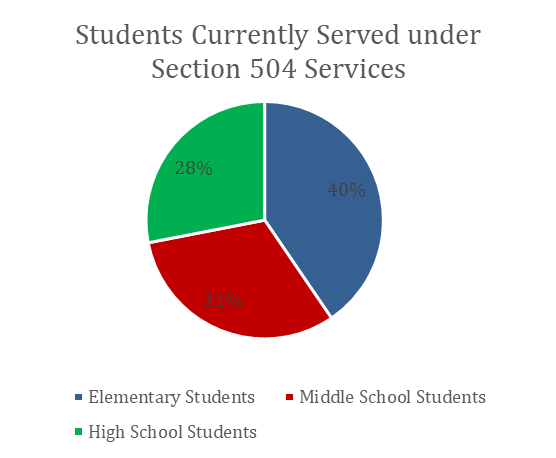 Students Currently Served under
Section 504 Services
28%
40%
31%
Elementary Students
Middle School Students
High School Students